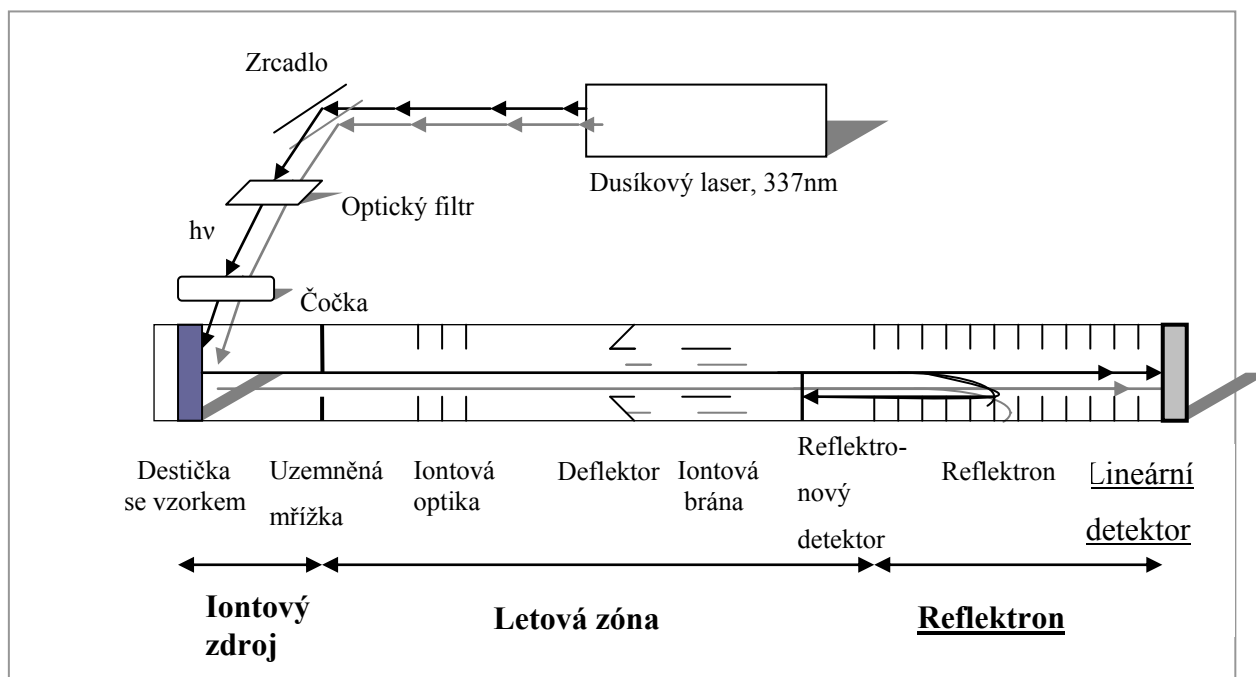 Zrcadlo
Dusíkový laser, 337nm
Optický filtr
hν
Čočka
Destička
se vzorkem
Uzemněná
mřížka
Iontová
optika
Deflektor
Iontová
brána
Reflektro-
nový
detektor
Reflektron
Lineární
detektor
Iontový
zdroj
Letová zóna
Reflektron